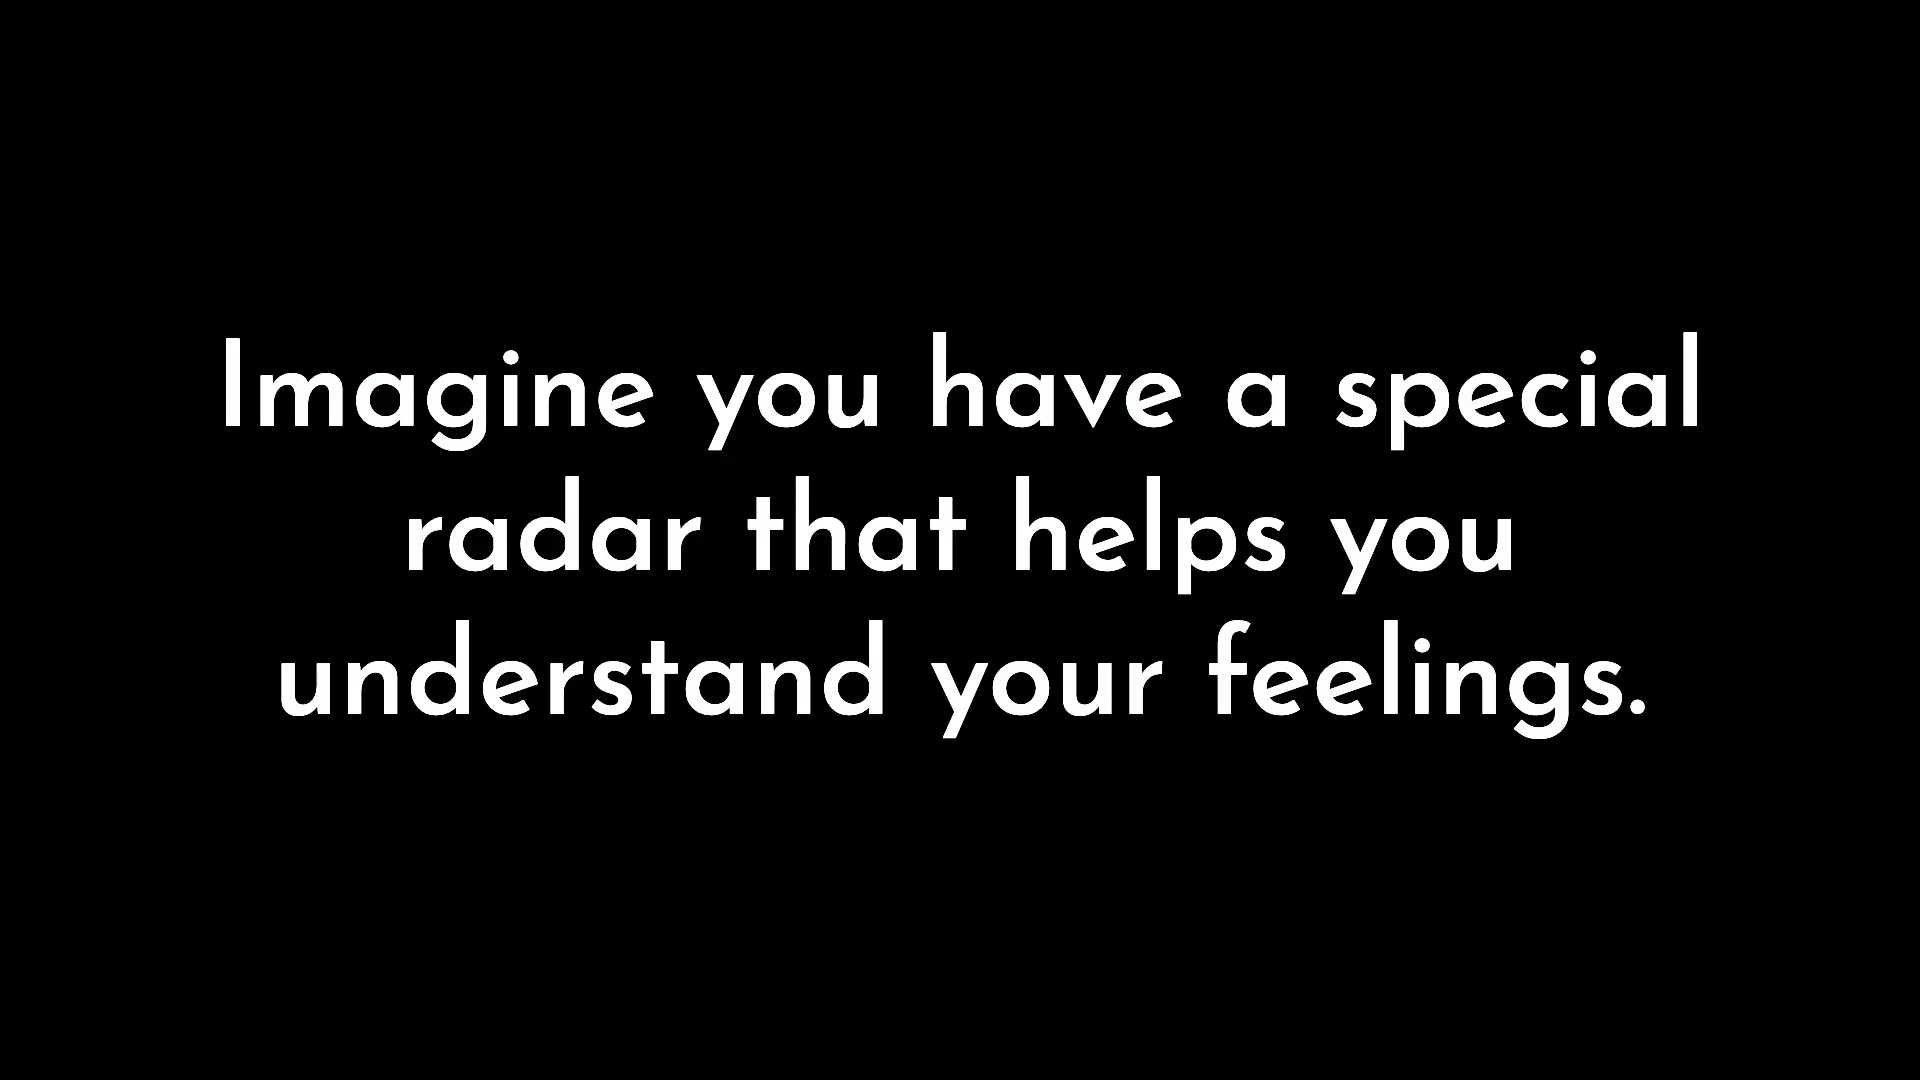 Imagine you have a special
radar that helps you
understand your feelings.